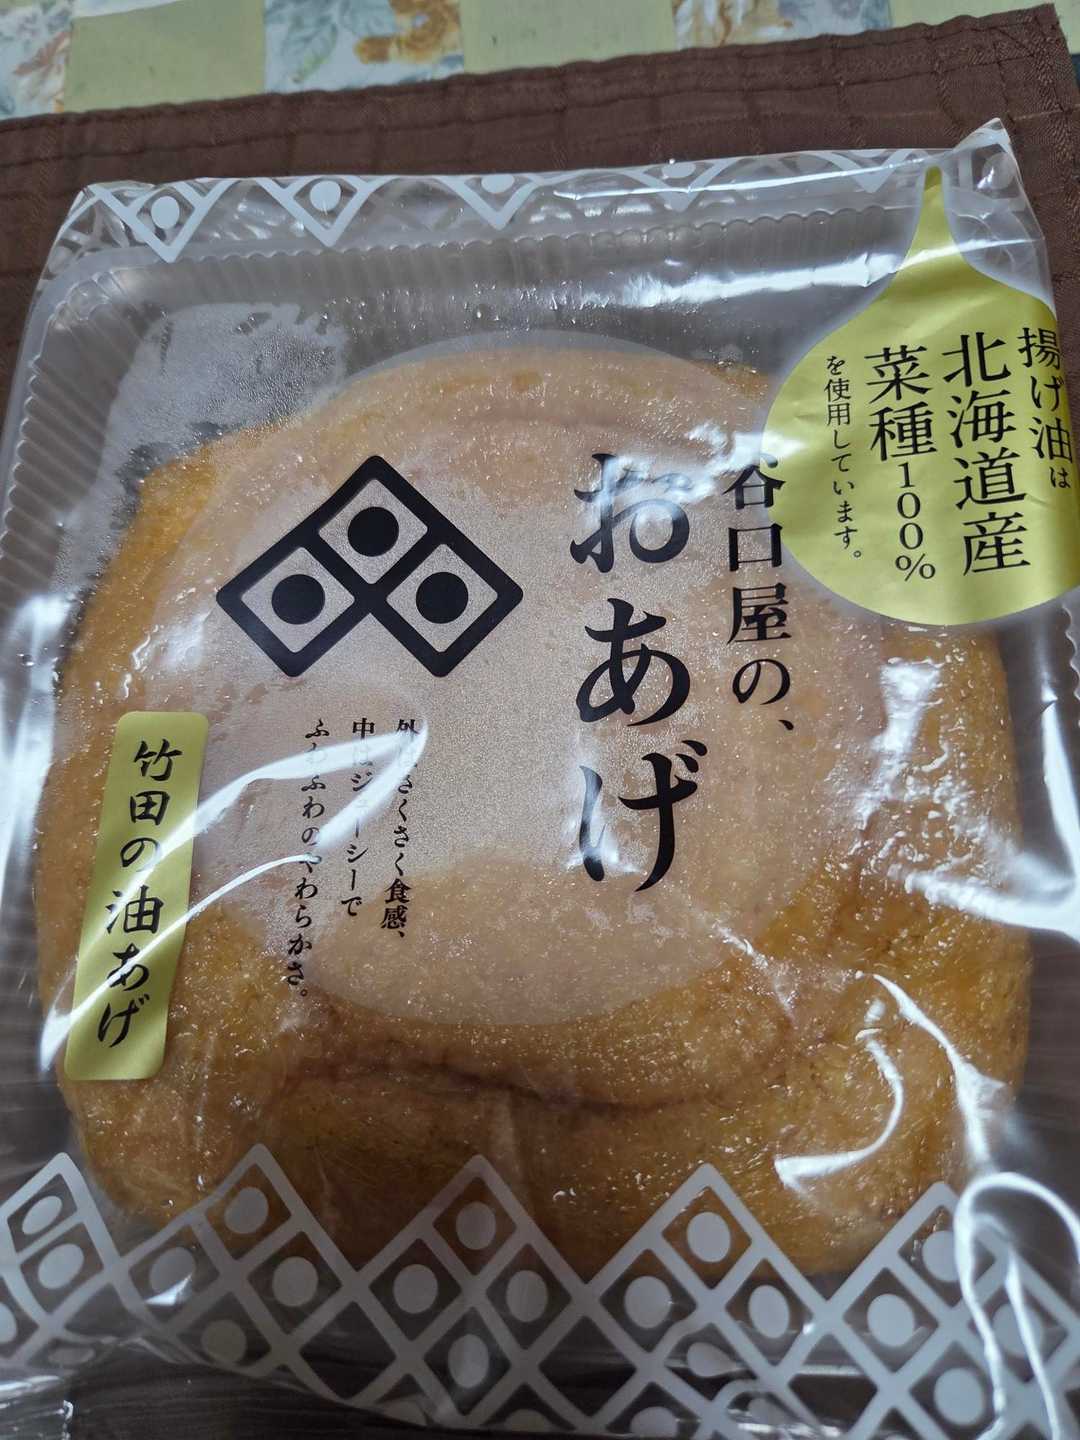 揚げ油は
北海道産
菜種100%
を使用しています。
谷口屋の、
おあげ
外はさくさく食感、
中はジューシーで
ふわふわのやわらかさ。
竹田の油あげ